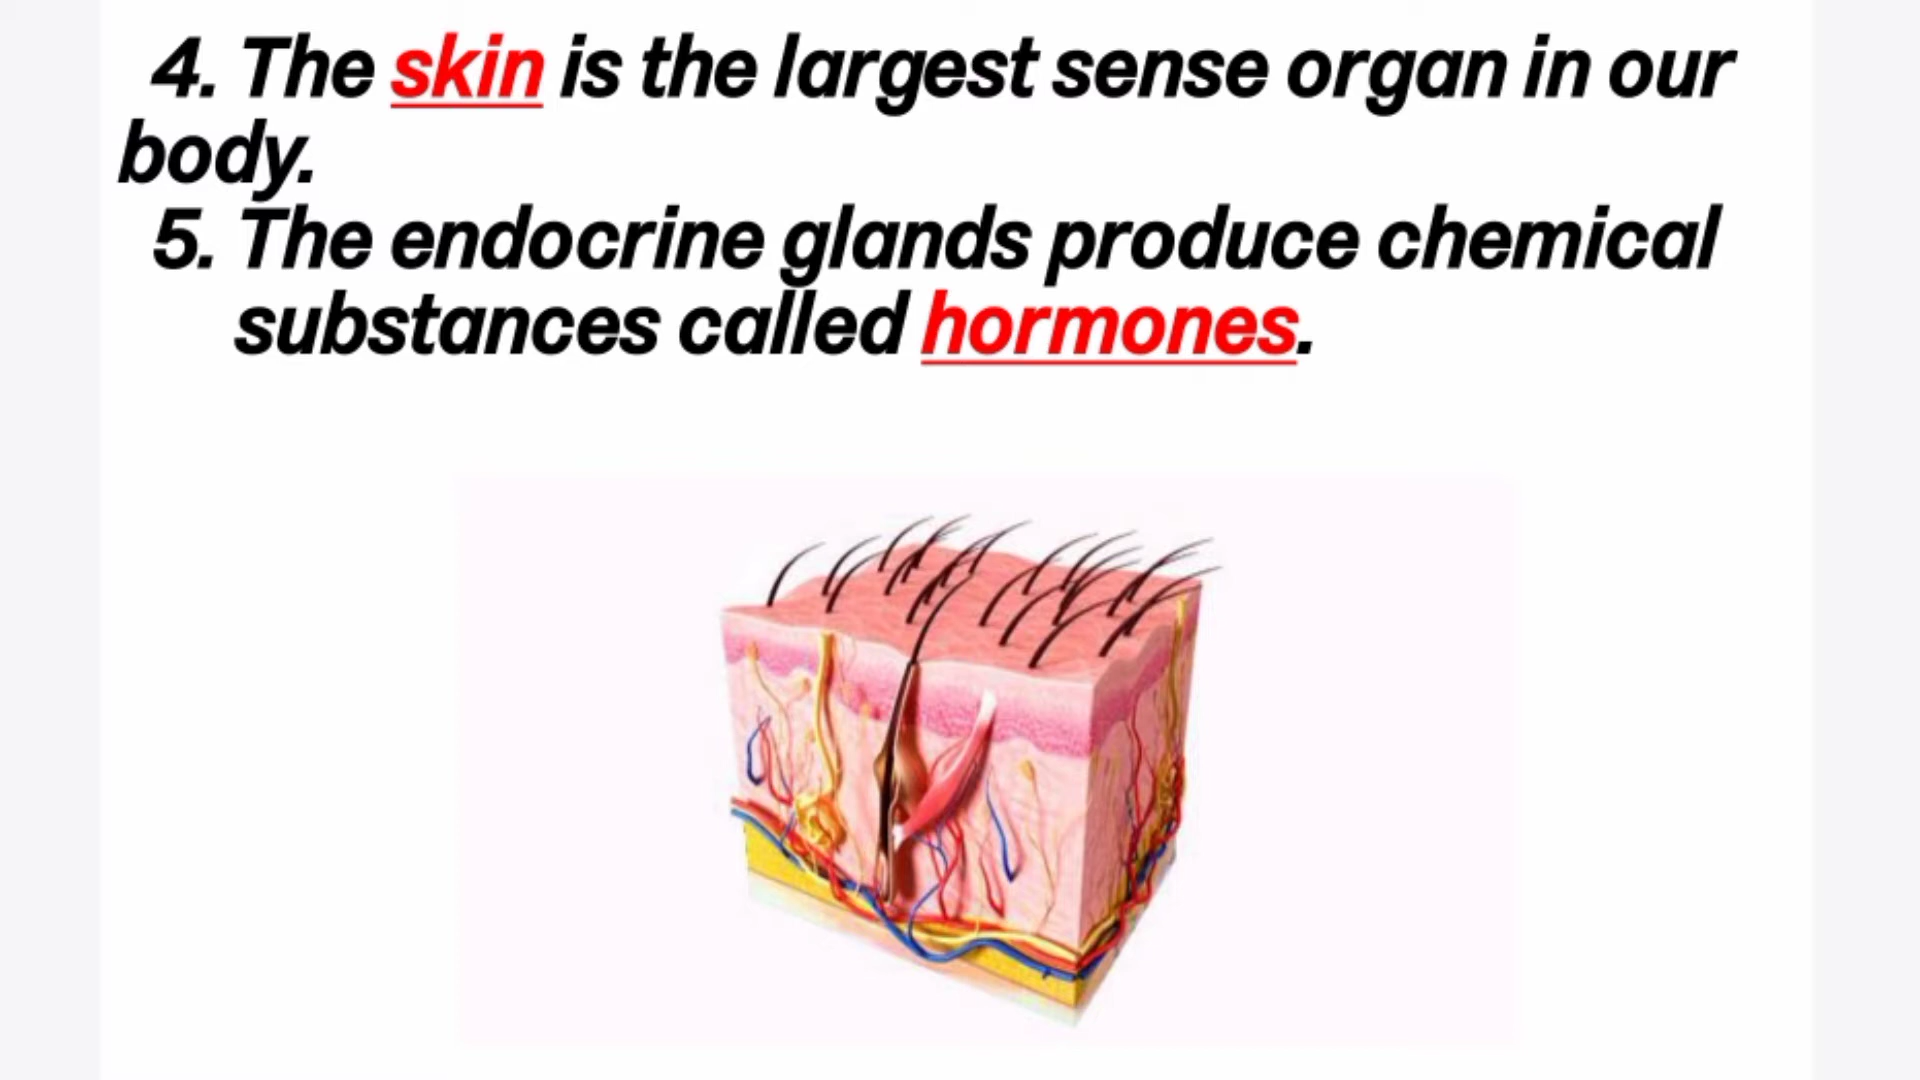 4. The skin is the largest sense organ in our
body.
5. The endocrine glands produce chemical
substances called hormones.